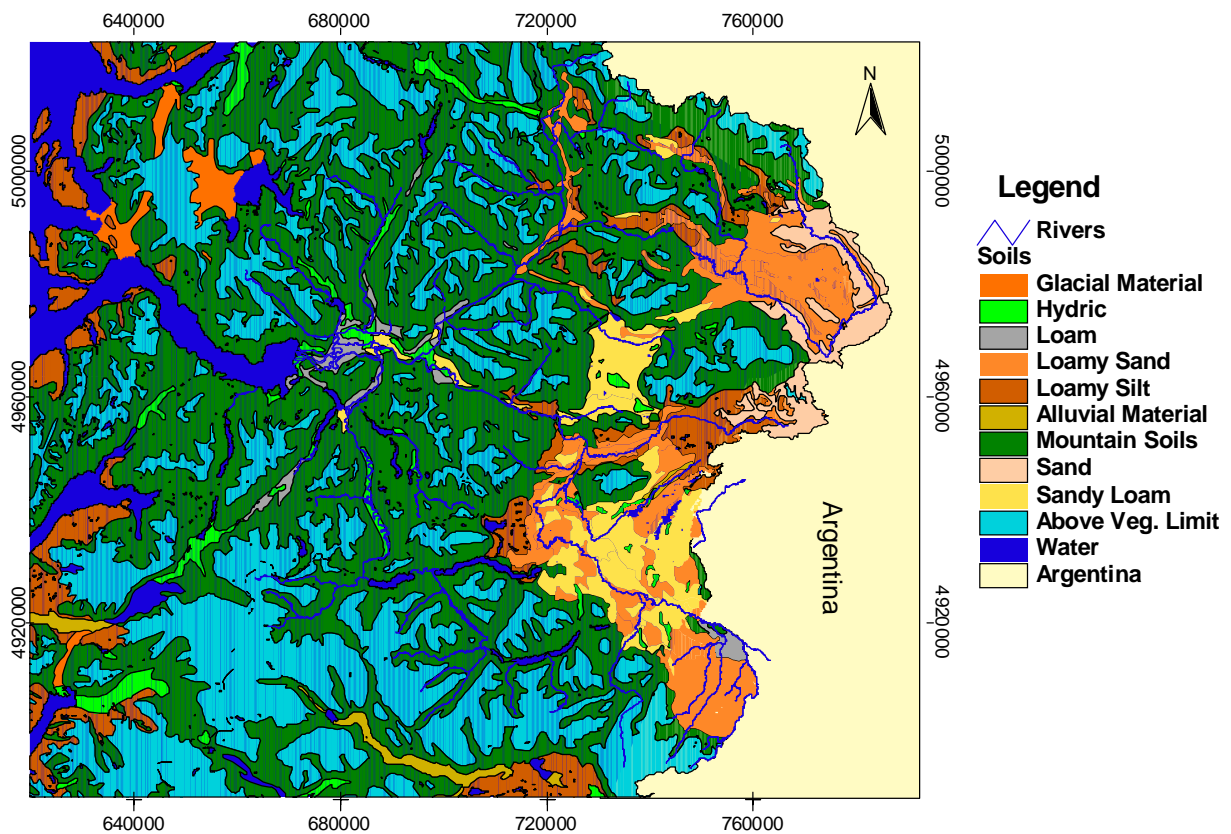 640000 680000 720000 760000
N
5000000
5000000
4960000
4960000
4920000
4920000
Argentina
640000 680000 720000 760000
Legend
Rivers
Soils
Glacial Material
Hydric
Loam
Loamy Sand
Loamy Silt
Alluvial Material
Mountain Soils
Sand
Sandy Loam
Above Veg. Limit
Water
Argentina